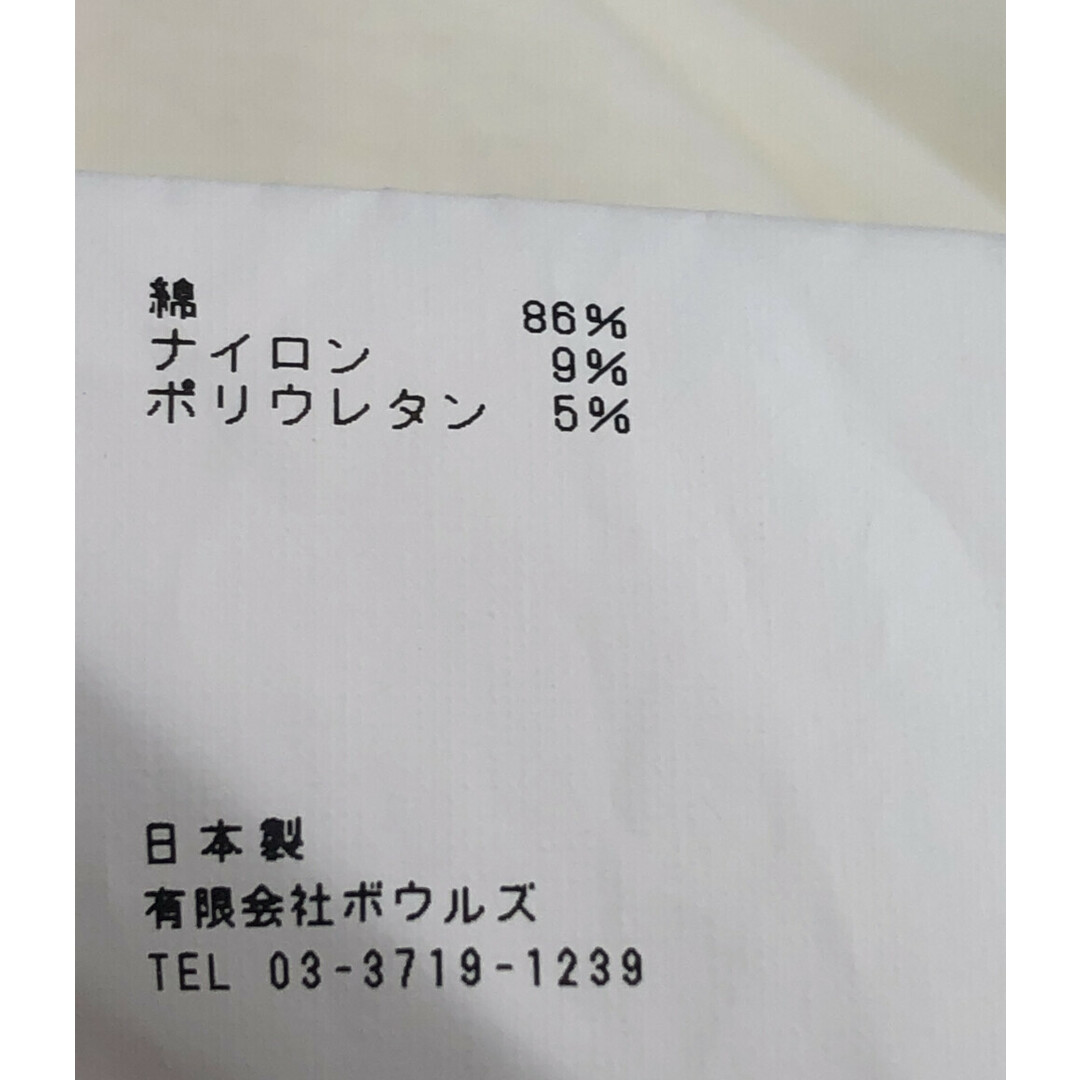 綿 86%
ナイロン 9%
ポリウレタン 5%
日本製
有限会社ボウルズ
TEL 03-3719-1239